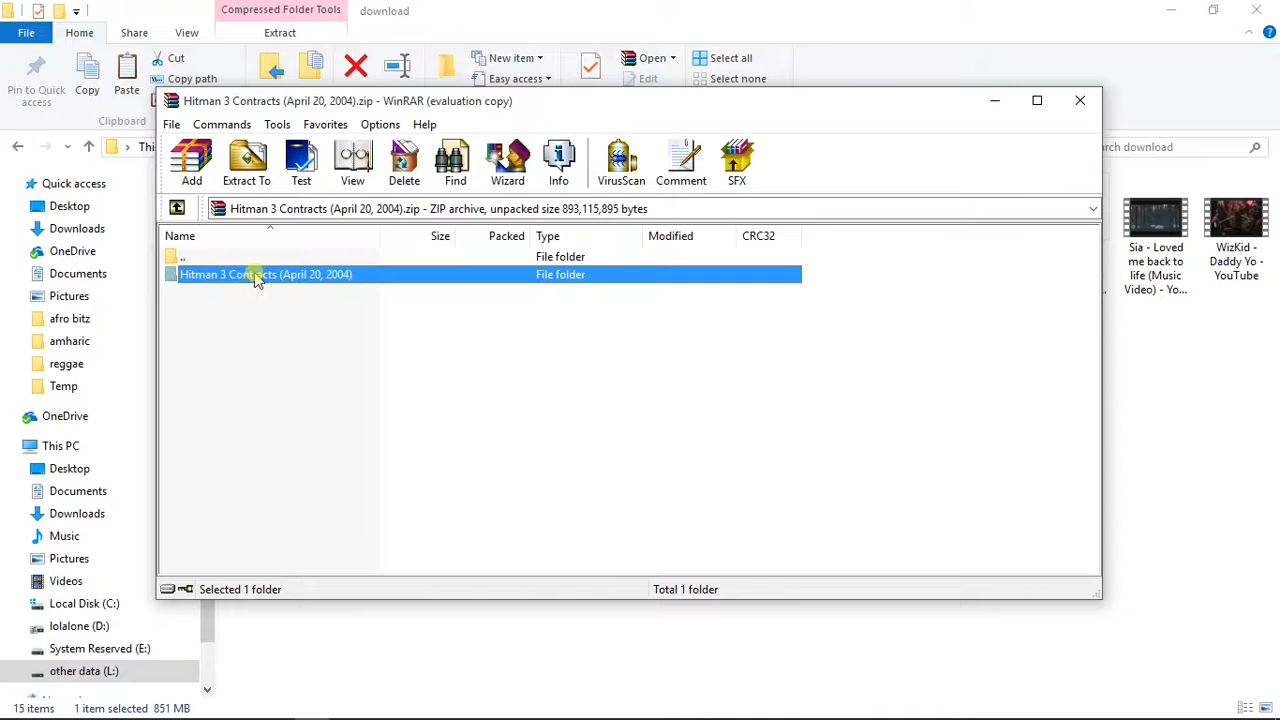 Compressed Folder Tools
download
File
Home
Share
View
Extract
Pin to Quick access
Copy
Paste
Cut
Copy path
Clipboard
New item
Easy access
Open
Edit
Select all
Select none
Hitman 3 Contracts (April 20, 2004).zip - WinRAR (evaluation copy)
File
Commands
Tools
Favorites
Options
Help
Add
Extract To
Test
View
Delete
Find
Wizard
Info
VirusScan
Comment
SFX
Hitman 3 Contracts (April 20, 2004).zip - ZIP archive, unpacked size 893,115,895 bytes
Name
Size
Packed
Type
Modified
CRC32
..
File folder
Hitman 3 Contracts (April 20, 2004)
File folder
Selected 1 folder
Total 1 folder
download
Sia - Loved
me back to
life (Music
Video) - Yo...
WizKid -
Daddy Yo -
YouTube
Quick access
Desktop
Downloads
OneDrive
Documents
Pictures
afro bitz
amharic
reggae
Temp
OneDrive
This PC
Desktop
Documents
Downloads
Music
Pictures
Videos
Local Disk (C:)
lolalone (D:)
System Reserved (E:)
other data (L:)
15 items
1 item selected 851 MB